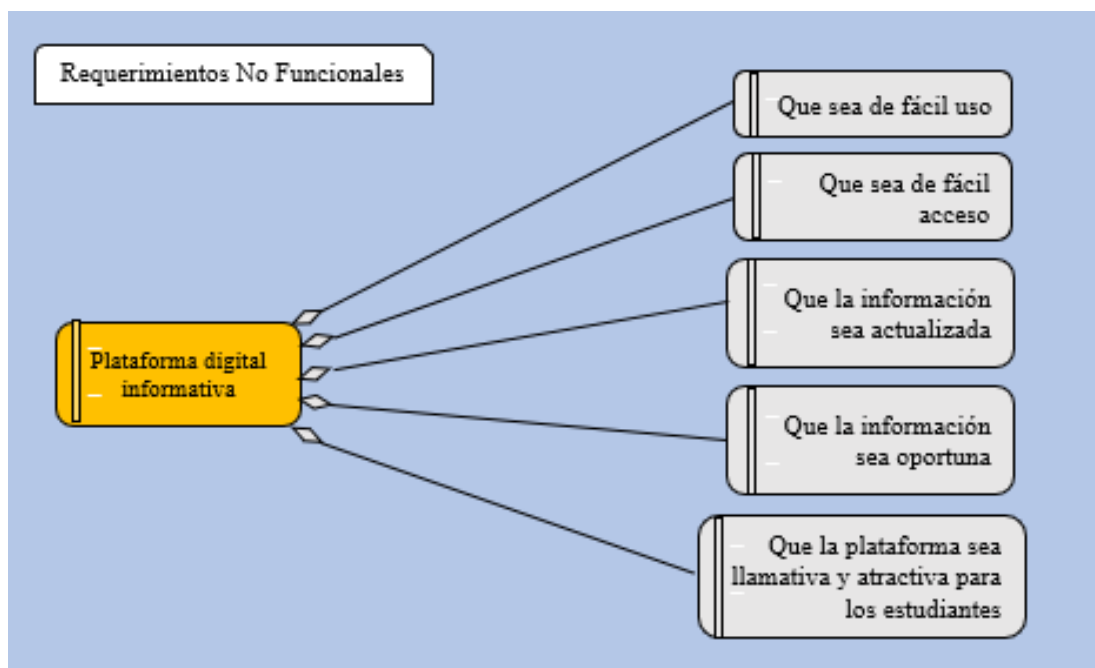 Requerimientos No Funcionales
Que sea de fácil uso
Que sea de fácil
acceso
Que la información
sea actualizada
Plataforma digital
informativa
Que la información
sea oportuna
Que la plataforma sea
llamativa y atractiva para
los estudiantes